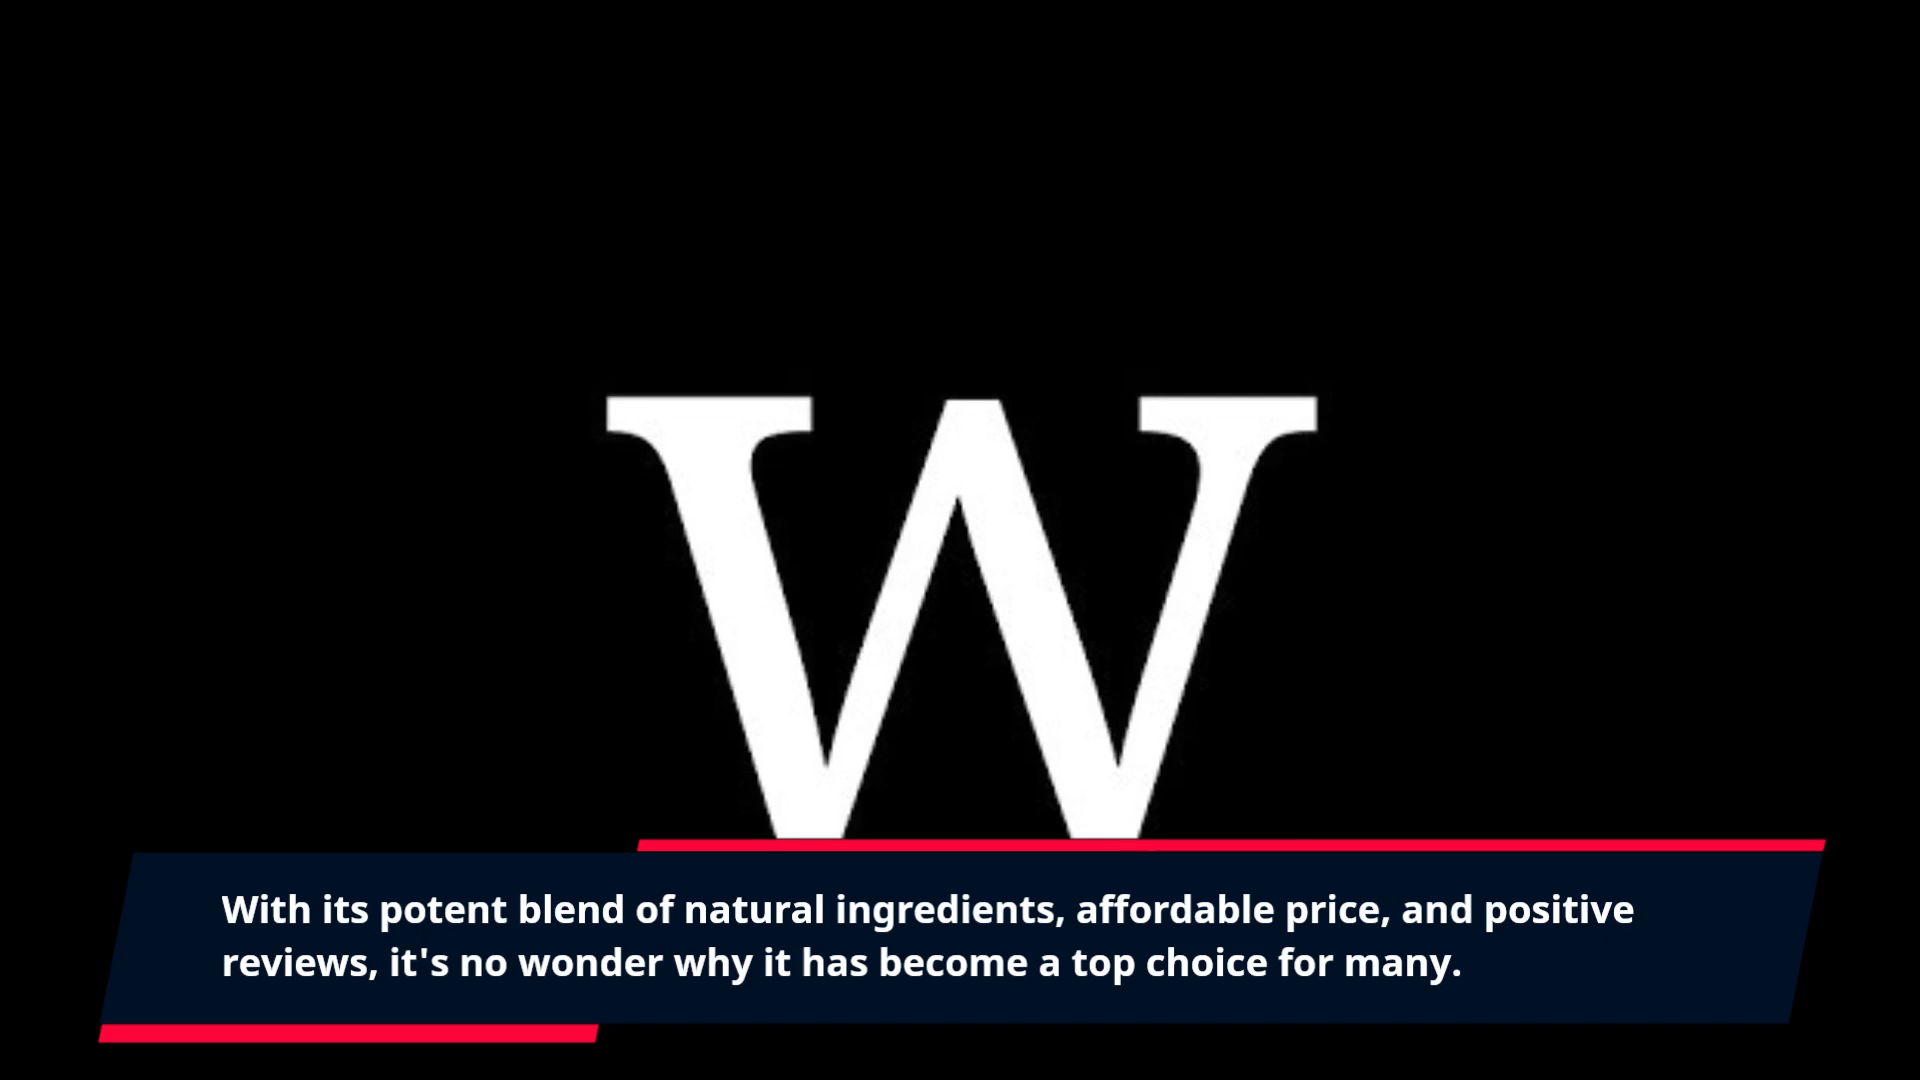 W
With its potent blend of natural ingredients, affordable price, and positive
reviews, it's no wonder why it has become a top choice for many.